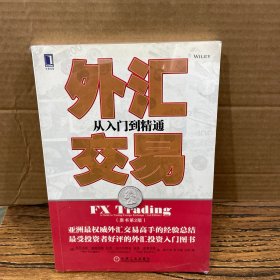 WILEY
外汇
从入门到精通
交易
FX Trading
（原书第2版）
亚洲最权威外汇交易高手的经验总结
最受投资者好评的外汇投资入门图书